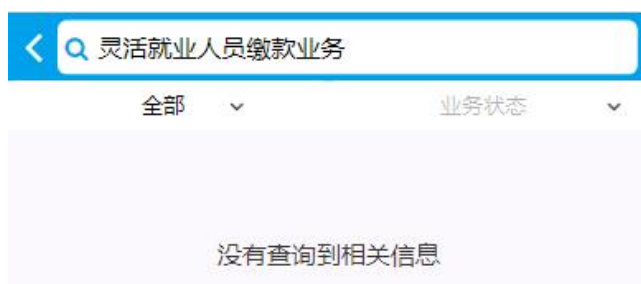 灵活就业人员缴款业务
全部 业务状态
没有查询到相关信息